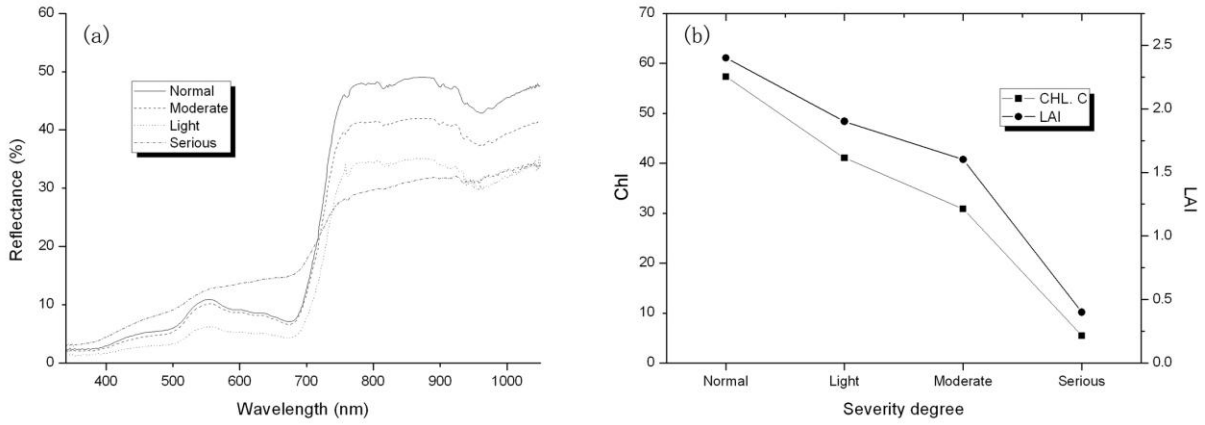 (a)
Normal
Moderate
Light
Serious
60
50
40
30
20
10
0
Reflectance (%)
400 500 600 700 800 900 1000
Wavelength (nm)
(b)
CHL. C
LAI
70
60
50
40
30
20
10
0
Chl
2.5
2.0
1.5
1.0
0.5
0.0
LAI
Normal Light Moderate Serious
Severity degree